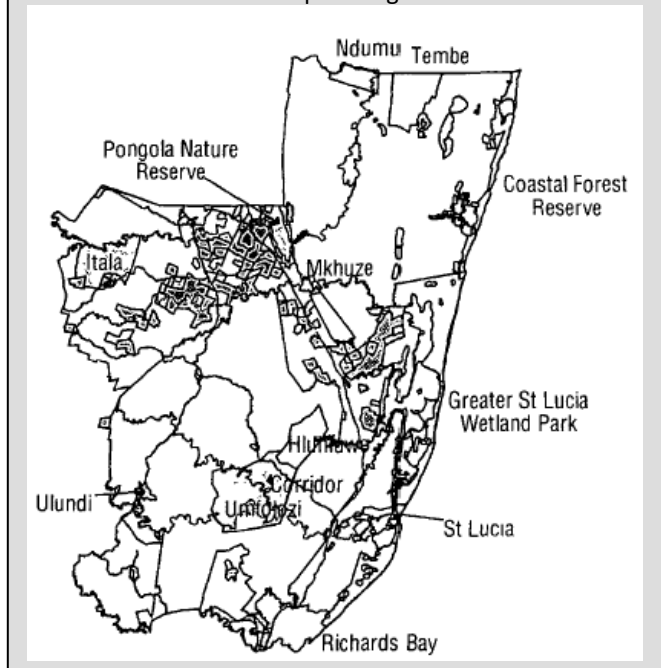 Ndumu Tembe
Pongola Nature
Reserve
Coastal Forest
Reserve
Itala
Mkhuze
Greater St Lucia
Wetland Park
Hluhluwe
Corridor
Ulundi
Umfolozi
St Lucia
Richards Bay